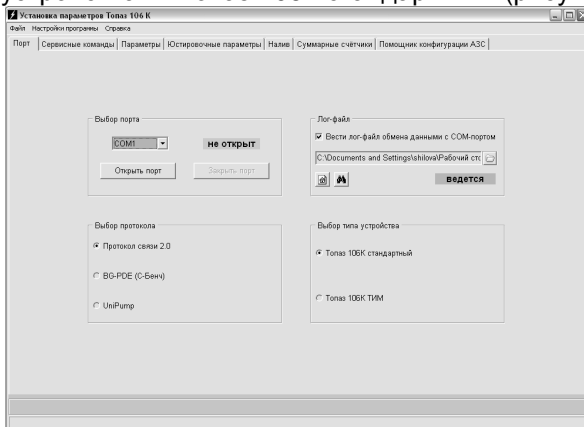 Установка параметров Топаз 106 К
Файл Настройки программы Справка
Порт Сервисные команды Параметры Юстировочные параметры Налив Суммарные счётчики Помощник конфигурации АЗС
Выбор порта
COM1
не открыт
Открыть порт
Закрыть порт
Лог-файл
Вести лог-файл обмена данными с COM-портом
C:\Documents and Settings\shilova\Рабочий сто
ведется
Выбор протокола
Протокол связи 2.0
BG-PDE (С-Бенч)
UniPump
Выбор типа устройства
Топаз 106К стандартный
Топаз 106К ТИМ